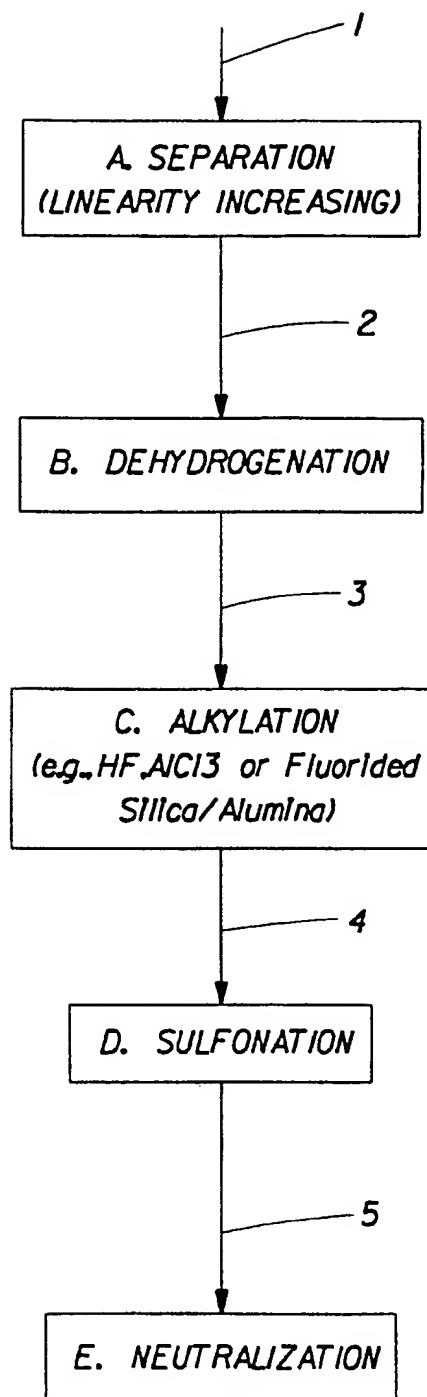 1
A. SEPARATION
(LINEARITY INCREASING)
2
B. DEHYDROGENATION
3
C. ALKYLATION
(e.g., HF, AlCl3 or Fluorided
Silica/Alumina)
4
D. SULFONATION
5
E. NEUTRALIZATION